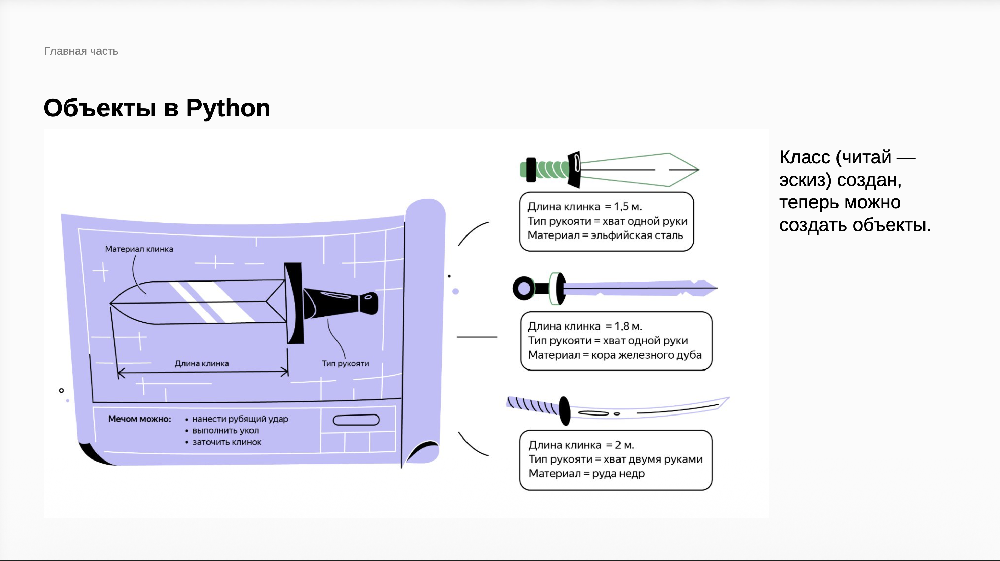 Главная часть
Объекты в Python
Материал клинка
Длина клинка
Тип рукояти
Мечом можно:
• нанести рубящий удар
• выполнить укол
• заточить клинок
Длина клинка = 1,5 м.
Тип рукояти = хват одной руки
Материал = эльфийская сталь
Длина клинка = 1,8 м.
Тип рукояти = хват одной руки
Материал = кора железного дуба
Длина клинка = 2 м.
Тип рукояти = хват двумя руками
Материал = руда недр
Класс (читай —
эскиз) создан,
теперь можно
создать объекты.